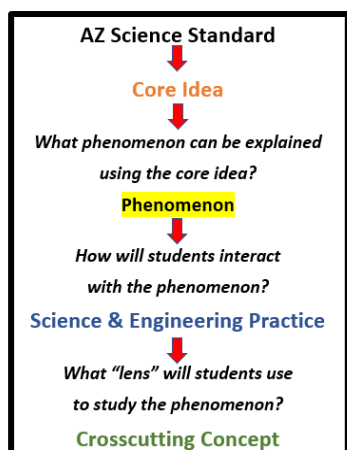 AZ Science Standard
Core Idea
What phenomenon can be explained
using the core idea?
Phenomenon
How will students interact
with the phenomenon?
Science & Engineering Practice
What “lens” will students use
to study the phenomenon?
Crosscutting Concept